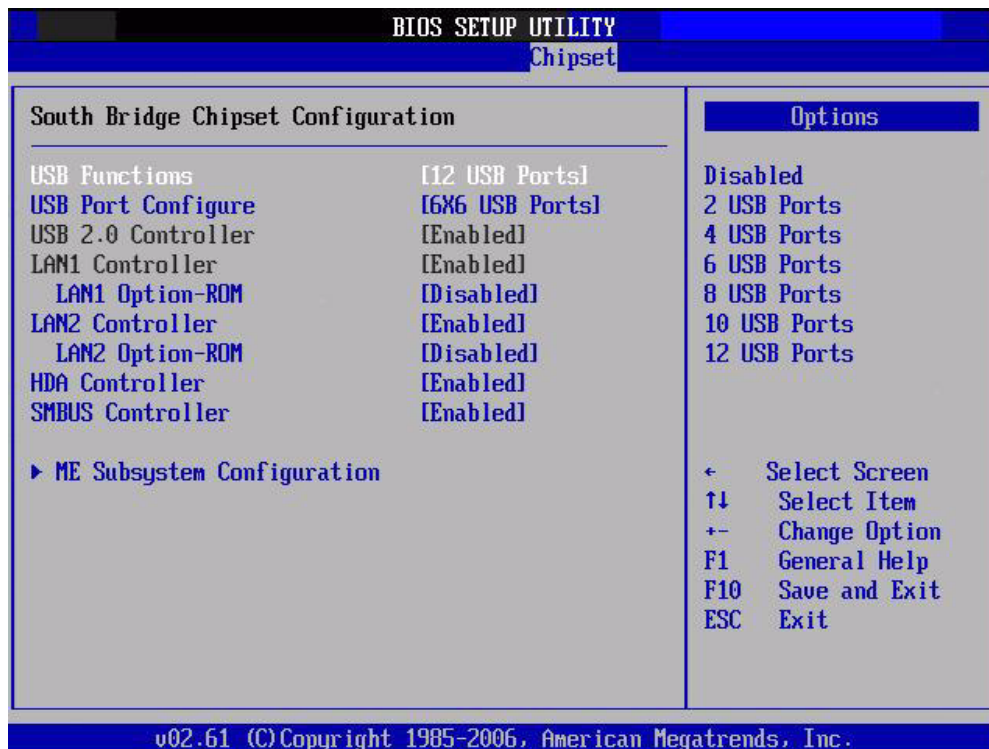 BIOS SETUP UTILITY
Chipset
South Bridge Chipset Configuration
USB Functions [12 USB Ports]
USB Port Configure [6X6 USB Ports]
USB 2.0 Controller [Enabled]
LAN1 Controller [Enabled]
LAN1 Option-ROM [Disabled]
LAN2 Controller [Enabled]
LAN2 Option-ROM [Disabled]
HDA Controller [Enabled]
SMBUS Controller [Enabled]
▶ ME Subsystem Configuration
Options
Disabled
2 USB Ports
4 USB Ports
6 USB Ports
8 USB Ports
10 USB Ports
12 USB Ports
← Select Screen
↑↓ Select Item
+- Change Option
F1 General Help
F10 Save and Exit
ESC Exit
v02.61 (C)Copyright 1985-2006, American Megatrends, Inc.